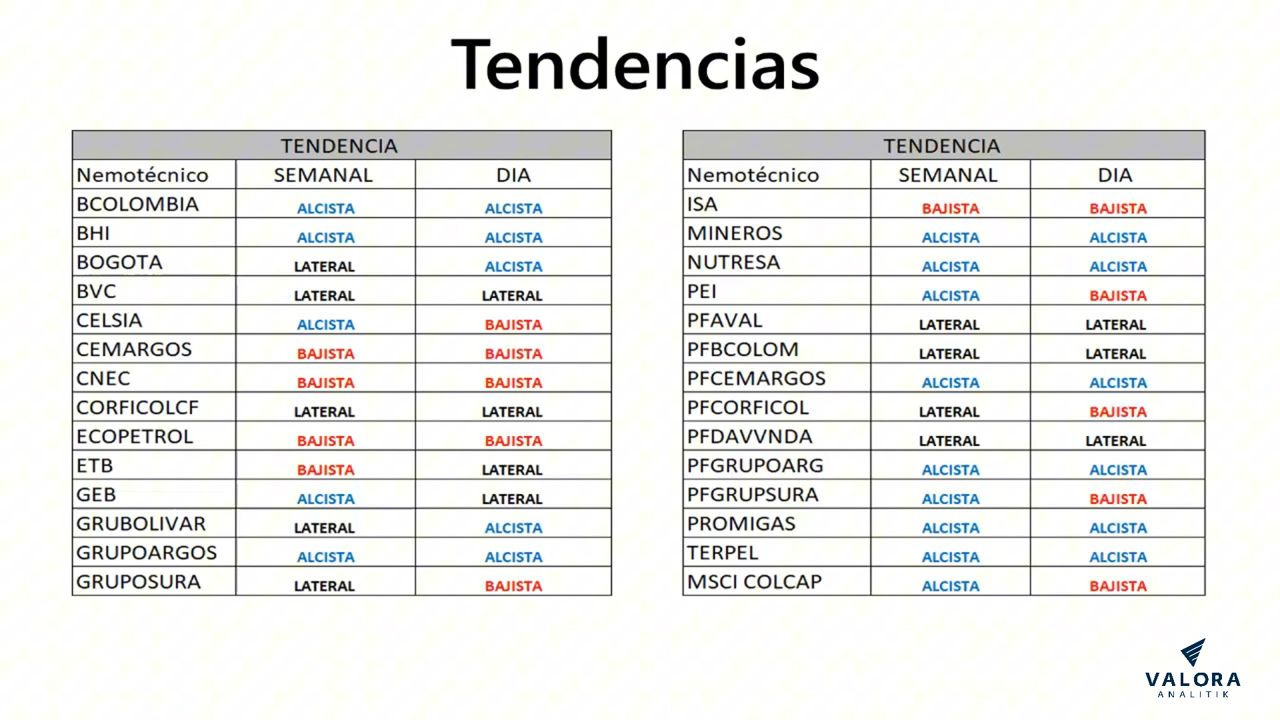 Tendencias
TENDENCIA
Nemotécnico SEMANAL DIA
BCOLOMBIA ALCISTA ALCISTA
BHI ALCISTA ALCISTA
BOGOTA LATERAL ALCISTA
BVC LATERAL LATERAL
CELSIA ALCISTA BAJISTA
CEMARGOS BAJISTA BAJISTA
CNEC BAJISTA BAJISTA
CORFICOLCF LATERAL LATERAL
ECOPETROL BAJISTA BAJISTA
ETB BAJISTA LATERAL
GEB ALCISTA LATERAL
GRUBOLIVAR LATERAL ALCISTA
GRUPOARGOS ALCISTA ALCISTA
GRUPOSURA LATERAL BAJISTA
TENDENCIA
Nemotécnico SEMANAL DIA
ISA BAJISTA BAJISTA
MINEROS ALCISTA ALCISTA
NUTRESA ALCISTA ALCISTA
PEI ALCISTA BAJISTA
PFAVAL LATERAL LATERAL
PFBCOLOM LATERAL LATERAL
PFCEMARGOS ALCISTA ALCISTA
PFCORFICOL LATERAL BAJISTA
PFDAVVNDA LATERAL LATERAL
PFGRUPOARG ALCISTA ALCISTA
PFGRUPSURA ALCISTA BAJISTA
PROMIGAS ALCISTA ALCISTA
TERPEL ALCISTA ALCISTA
MSCI COLCAP ALCISTA BAJISTA
VALORA
ANALITIK